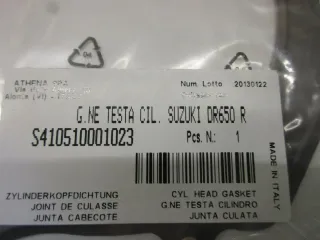 ATHENA SPA
Num. Lotto 20130122
G.NE TESTA CIL. SUZUKI DR650 R
S410510001023
Pcs. N.: 1
MADE IN ITALY
ZYLINDERKOPFDICHTUNG
JOINT DE CULASSE
JUNTA CABECOTE
CYL. HEAD GASKET
G.NE TESTA CILINDRO
JUNTA CULATA